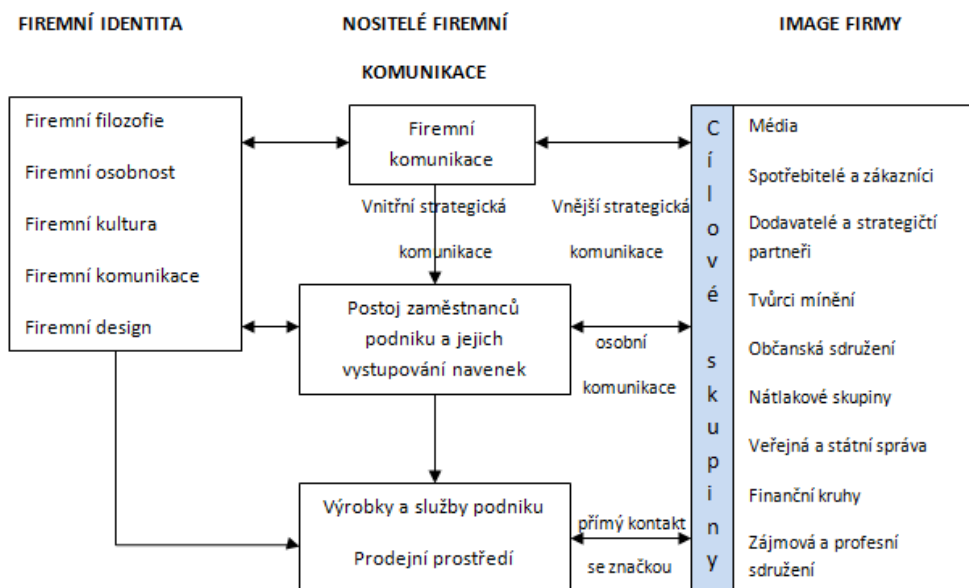 FIREMNÍ IDENTITA
NOSITELÉ FIREMNÍ
KOMUNIKACE
IMAGE FIRMY
Firemní filozofie
Firemní osobnost
Firemní kultura
Firemní komunikace
Firemní design
Firemní
komunikace
Vnitřní strategická
komunikace
Vnější strategická
komunikace
Postoj zaměstnanců
podniku a jejich
vystupování navenek
osobní
komunikace
Výrobky a služby podniku
Prodejní prostředí
přímý kontakt
se značkou
Cílové skupiny
Média
Spotřebitelé a zákazníci
Dodavatelé a strategičtí
partneři
Tvůrci mínění
Občanská sdružení
Nátlakové skupiny
Veřejná a státní správa
Finanční kruhy
Zájmová a profesní
sdružení